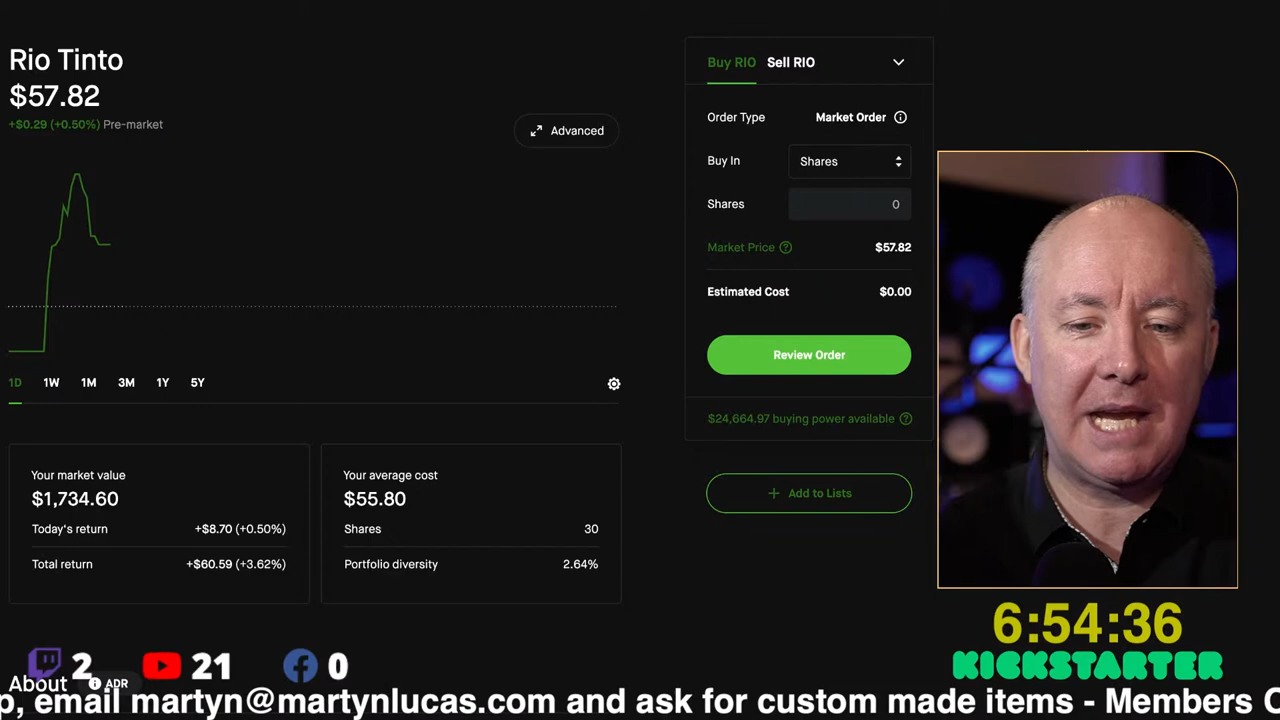 Rio Tinto
$57.82
+$0.29 (+0.50%) Pre-market
Advanced
1D 1W 1M 3M 1Y 5Y
Your market value
$1,734.60
Today's return +$8.70 (+0.50%)
Total return +$60.59 (+3.62%)
Your average cost
$55.80
Shares 30
Portfolio diversity 2.64%
Buy RIO Sell RIO
Order Type Market Order
Buy In Shares
Shares 0
Market Price $57.82
Estimated Cost $0.00
Review Order
$24,664.97 buying power available
+ Add to Lists
6:54:36
KICKSTARTER
2 21 0
About ADR
p, email martyn@martynlucas.com and ask for custom made items - Members